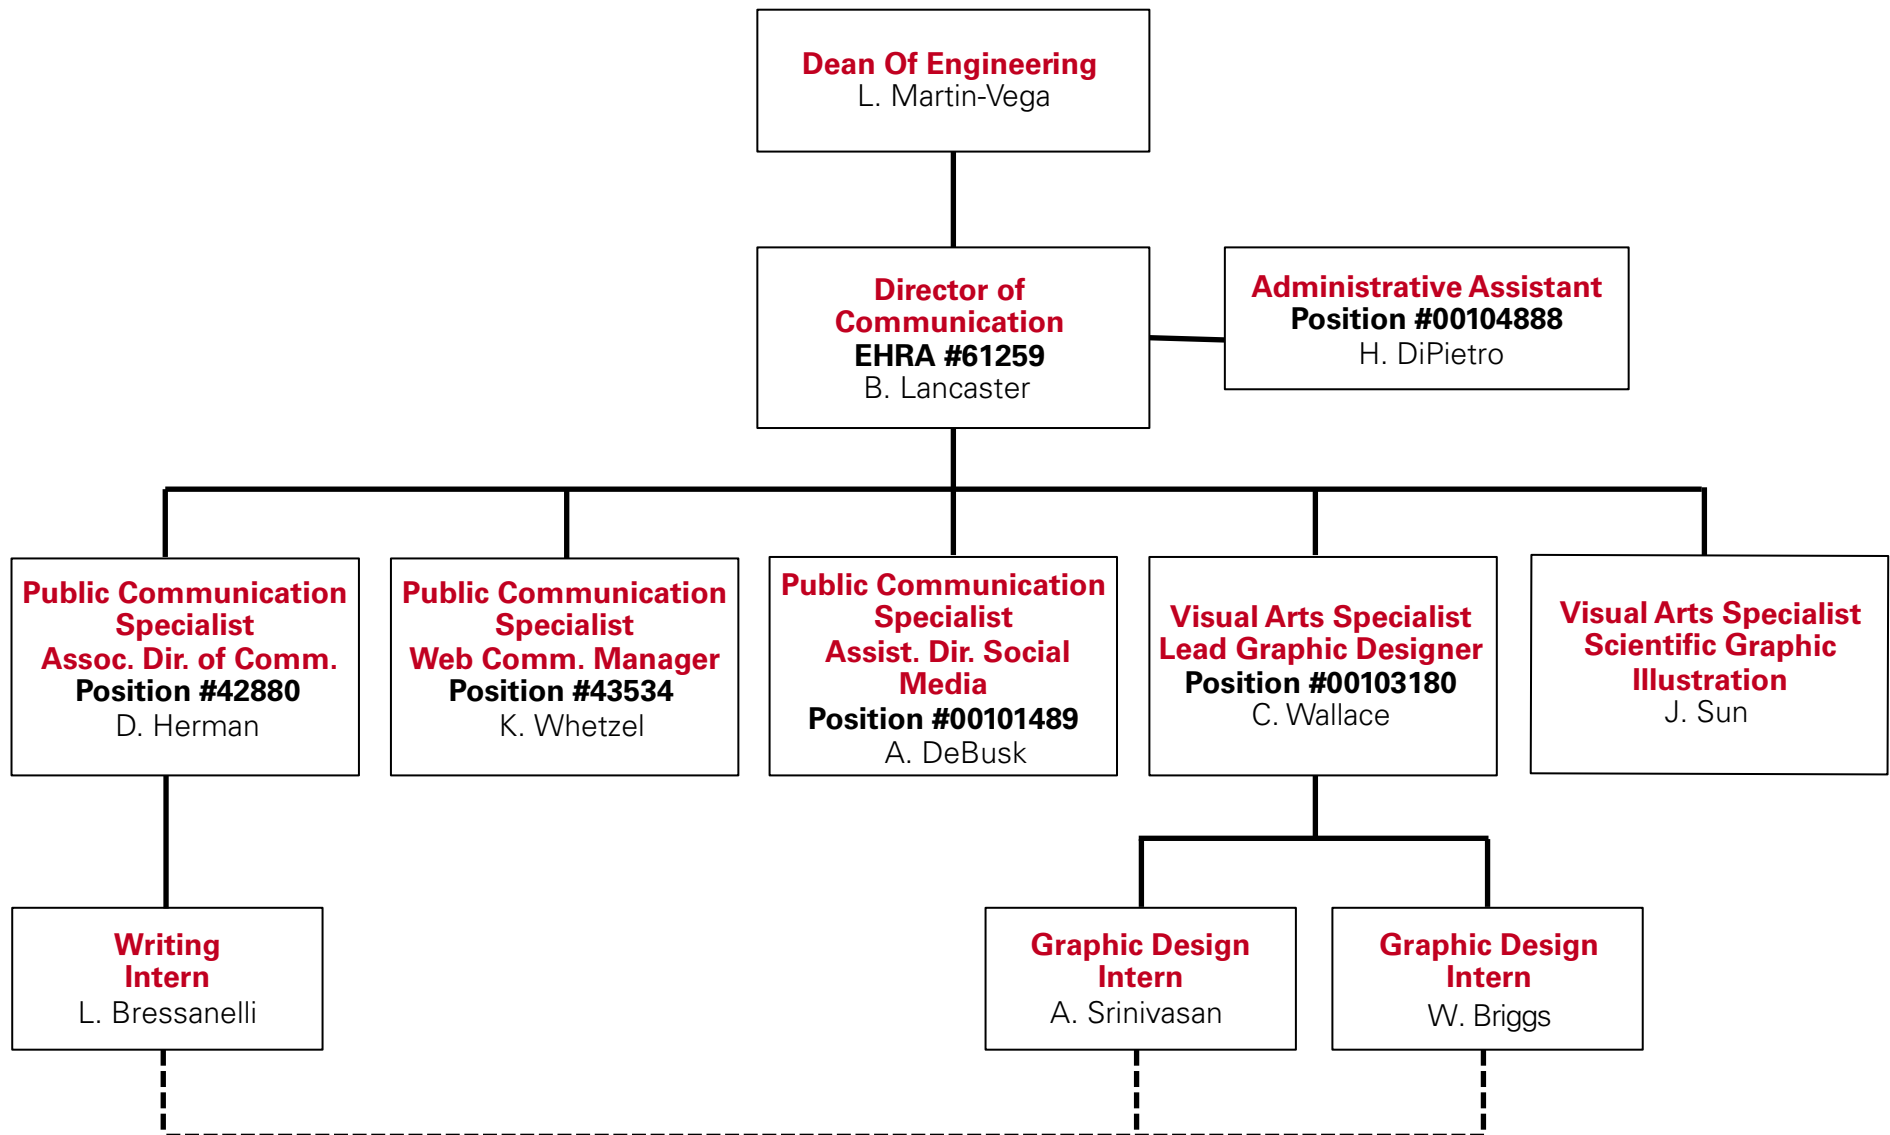 Dean Of Engineering
L. Martin-Vega
Director of
Communication
EHRA #61259
B. Lancaster
Administrative Assistant
Position #00104888
H. DiPietro
Public Communication
Specialist
Assoc. Dir. of Comm.
Position #42880
D. Herman
Public Communication
Specialist
Web Comm. Manager
Position #43534
K. Whetzel
Public Communication
Specialist
Assist. Dir. Social
Media
Position #00101489
A. DeBusk
Visual Arts Specialist
Lead Graphic Designer
Position #00103180
C. Wallace
Visual Arts Specialist
Scientific Graphic
Illustration
J. Sun
Writing
Intern
L. Bressanelli
Graphic Design
Intern
A. Srinivasan
Graphic Design
Intern
W. Briggs